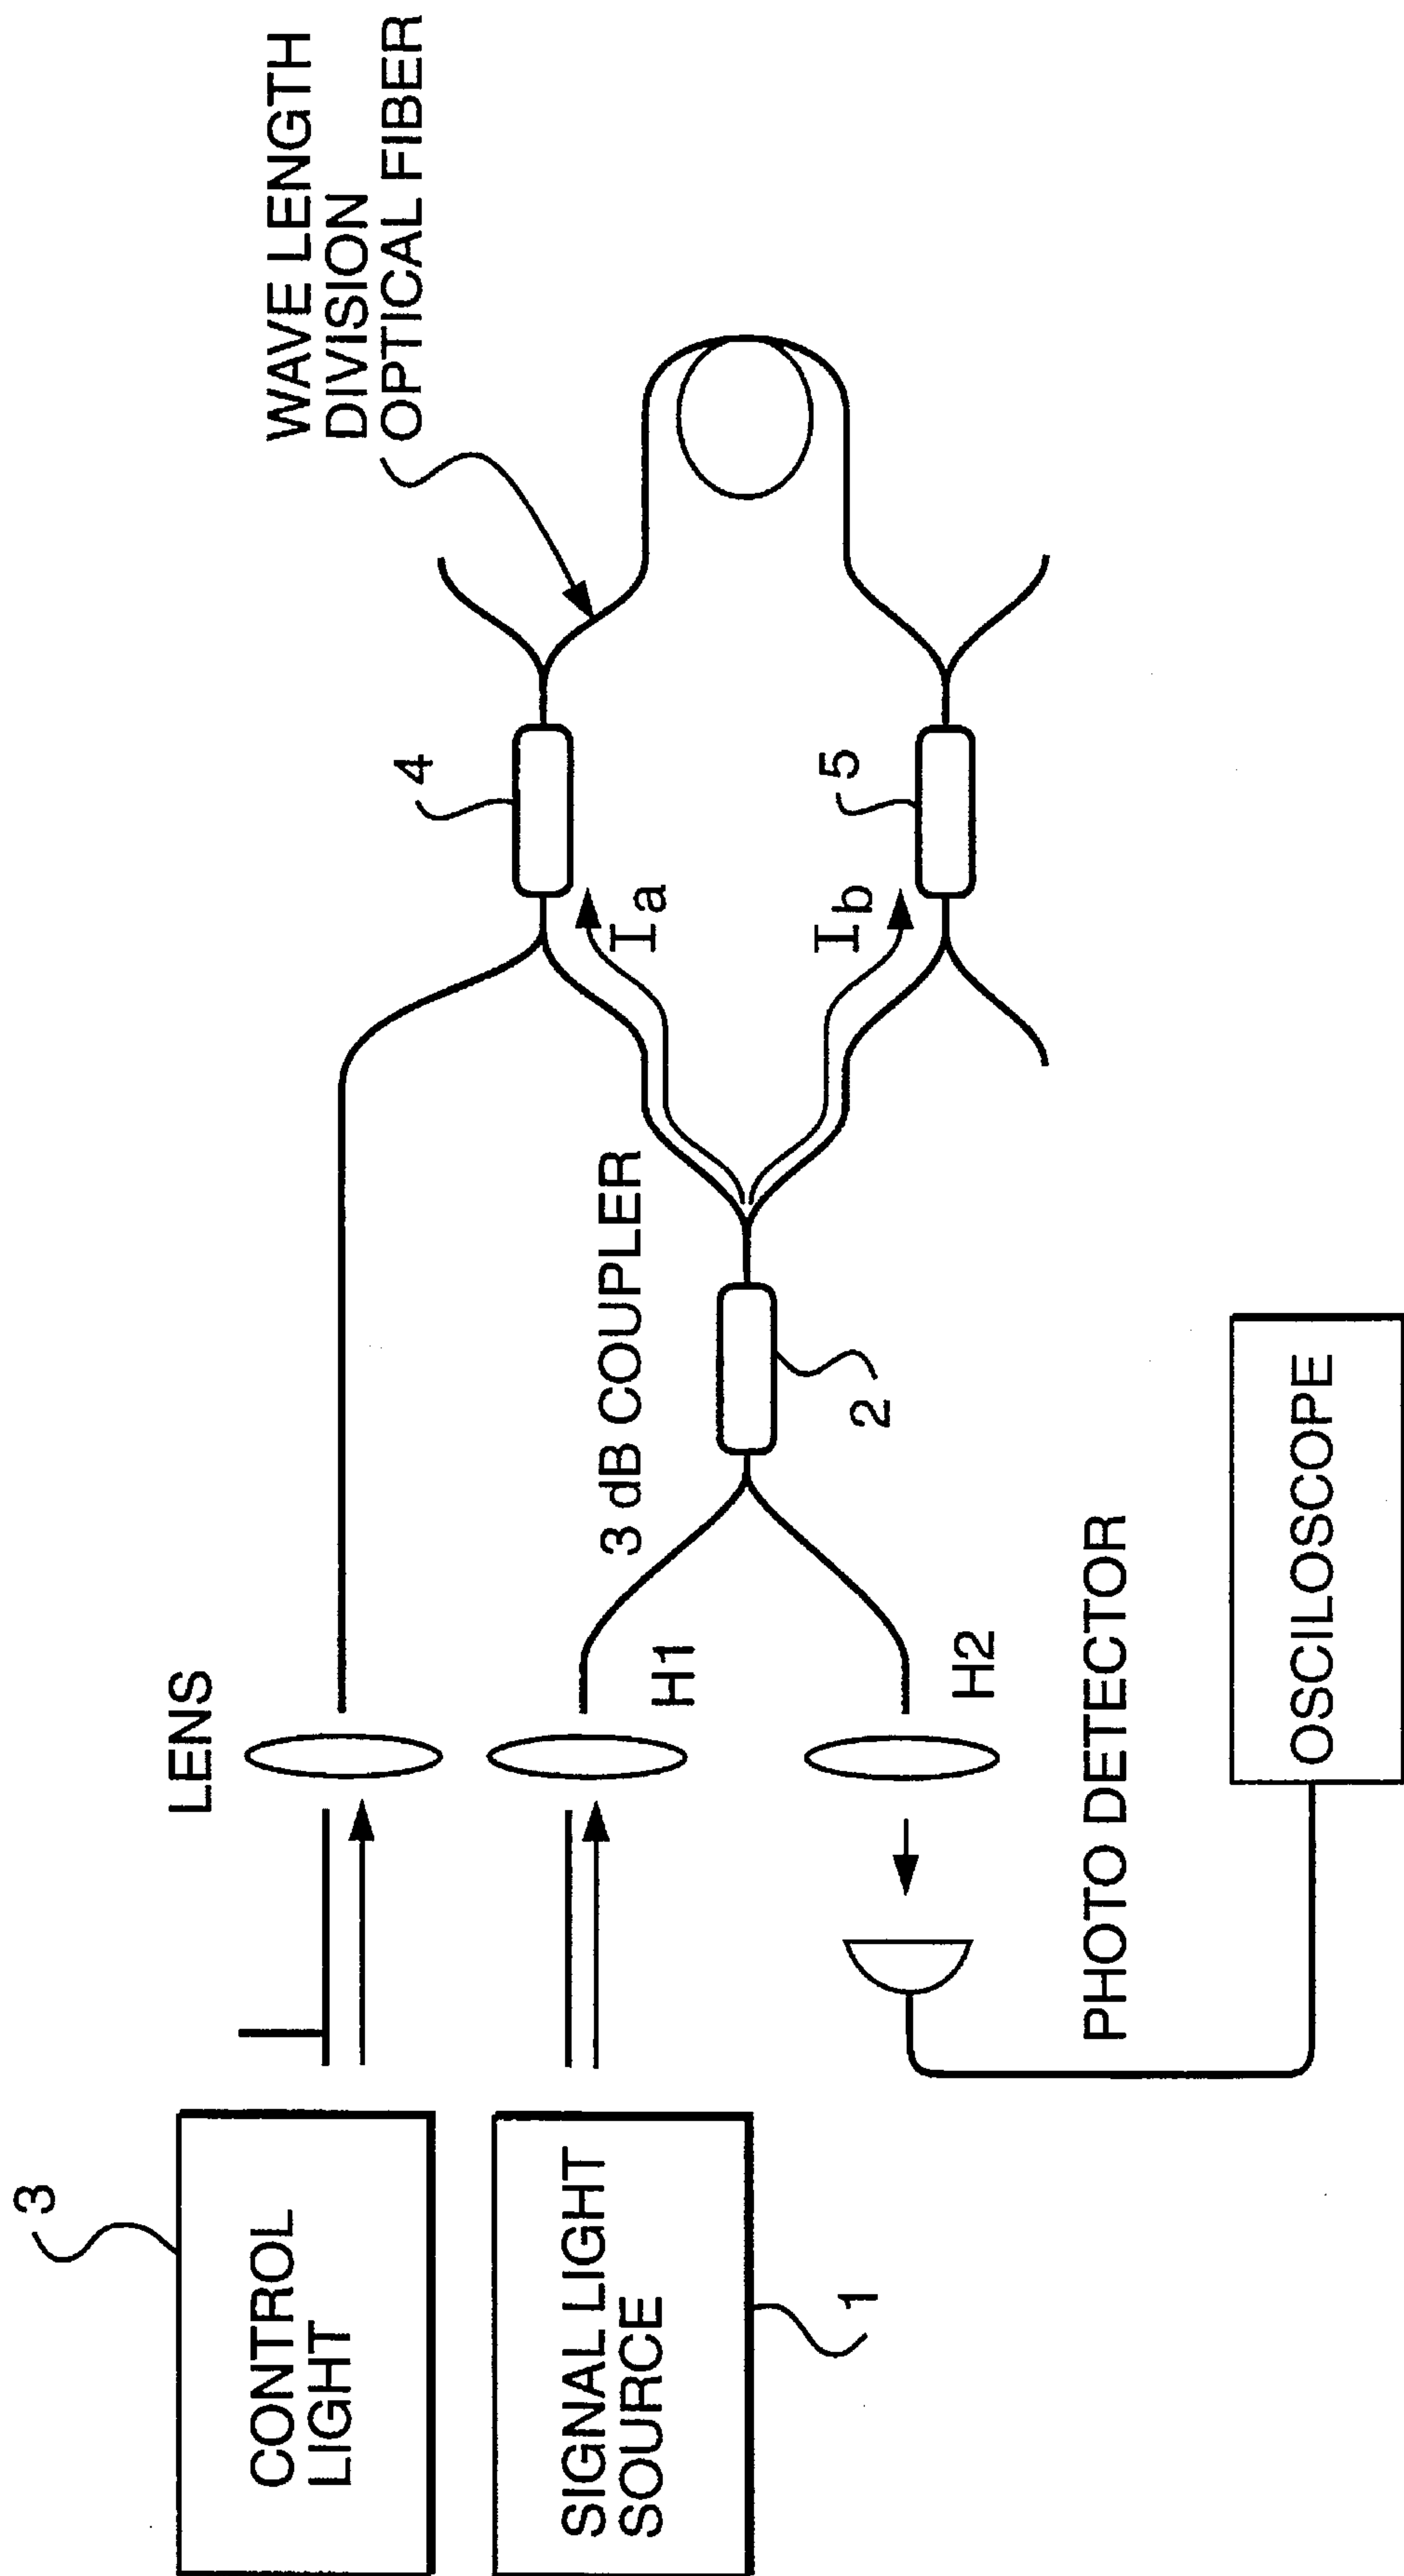 3
CONTROL
LIGHT
LENS
WAVE LENGTH
DIVISION
OPTICAL FIBER
4
Ia
SIGNAL LIGHT
SOURCE
1
H1
3 dB COUPLER
2
Ib
5
H2
PHOTO DETECTOR
OSCILOSCOPE